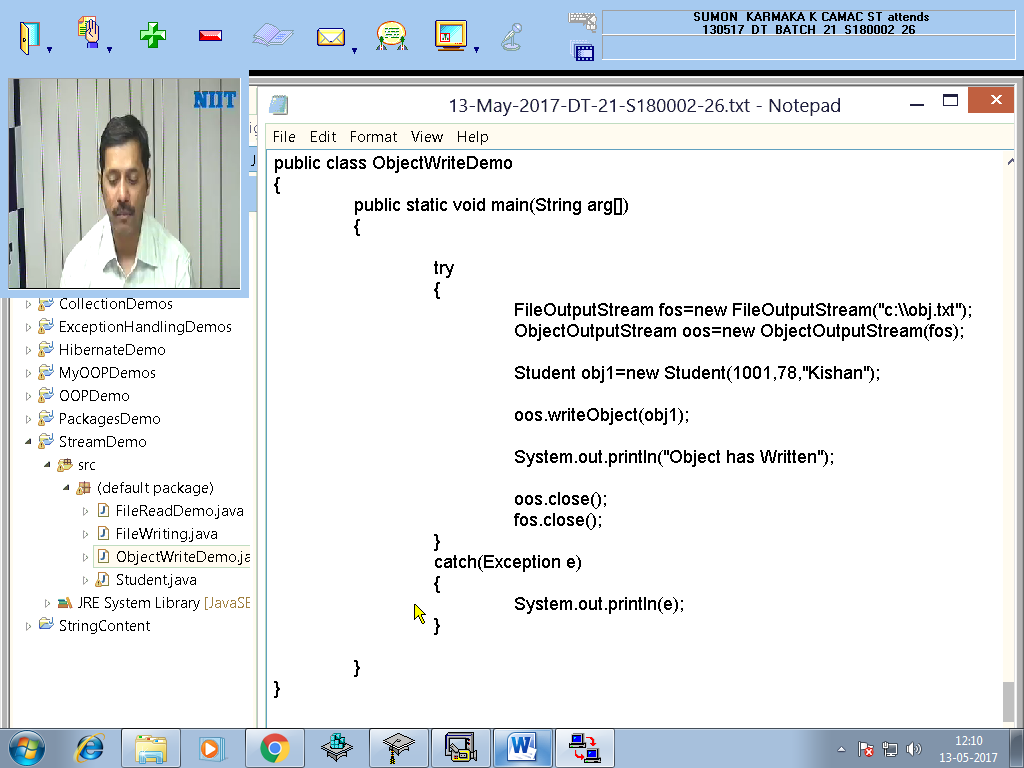 SUMON KARMAKA K CAMAC ST attends
130517 DT BATCH 21 S180002 26
NIIT
13-May-2017-DT-21-S180002-26.txt - Notepad
File Edit Format View Help
public class ObjectWriteDemo
{
public static void main(String arg[])
{
try
{
FileOutputStream fos=new FileOutputStream("c:\\obj.txt");
ObjectOutputStream oos=new ObjectOutputStream(fos);
Student obj1=new Student(1001,78,"Kishan");
oos.writeObject(obj1);
System.out.println("Object has Written");
oos.close();
fos.close();
}
catch(Exception e)
{
System.out.println(e);
}
}
}
CollectionDemos
ExceptionHandlingDemos
HibernateDemo
MyOOPDemos
OOPDemo
PackagesDemo
StreamDemo
src
(default package)
FileReadDemo.java
FileWriting.java
ObjectWriteDemo.ja
Student.java
JRE System Library [JavaSE
StringContent
12:10
13-05-2017